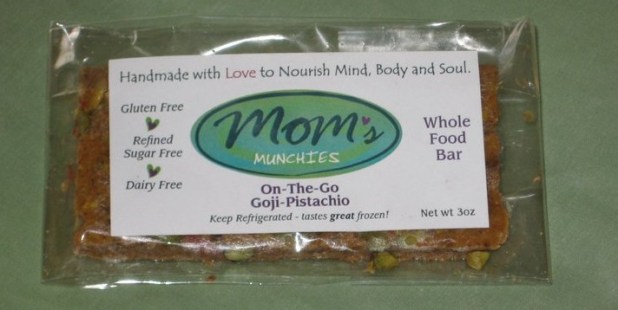 Handmade with Love to Nourish Mind, Body and Soul.
Gluten Free
Refined
Sugar Free
Dairy Free
Mom's
MUNCHIES
Whole
Food
Bar
On-The-Go
Goji-Pistachio
Keep Refrigerated - tastes great frozen!
Net wt 3oz